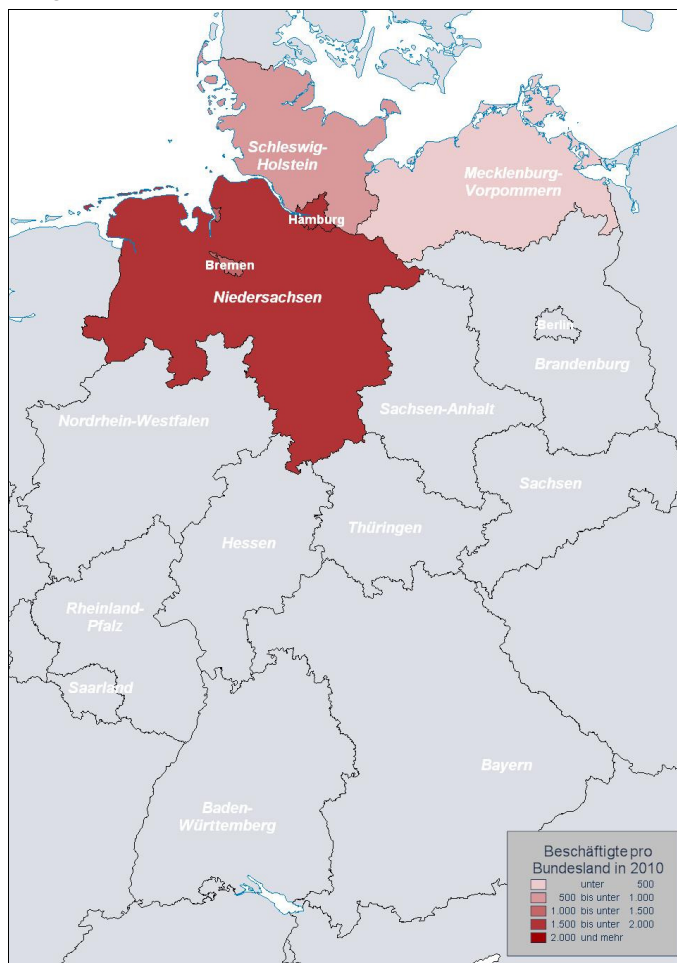 Schleswig-
Holstein
Mecklenburg-
Vorpommern
Hamburg
Bremen
Niedersachsen
Berlin
Brandenburg
Nordrhein-Westfalen
Sachsen-Anhalt
Sachsen
Thüringen
Hessen
Rheinland-
Pfalz
Saarland
Bayern
Baden-
Württemberg
Beschäftigte pro
Bundesland in 2010
unter 500
500 bis unter 1.000
1.000 bis unter 1.500
1.500 bis unter 2.000
2.000 und mehr